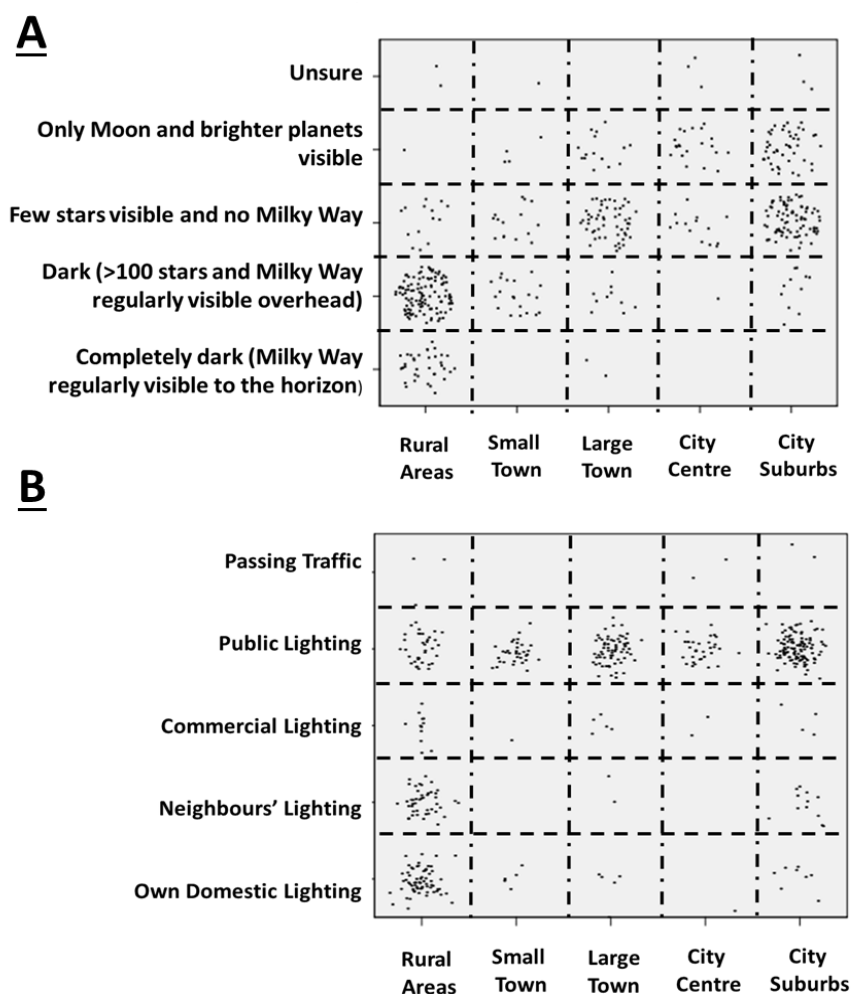 A
Unsure
Only Moon and brighter planets
visible
Few stars visible and no Milky Way
Dark (>100 stars and Milky Way
regularly visible overhead)
Completely dark (Milky Way
regularly visible to the horizon)
Rural Small Large City City
Areas Town Town Centre Suburbs
B
Passing Traffic
Public Lighting
Commercial Lighting
Neighbours’ Lighting
Own Domestic Lighting
Rural Small Large City City
Areas Town Town Centre Suburbs